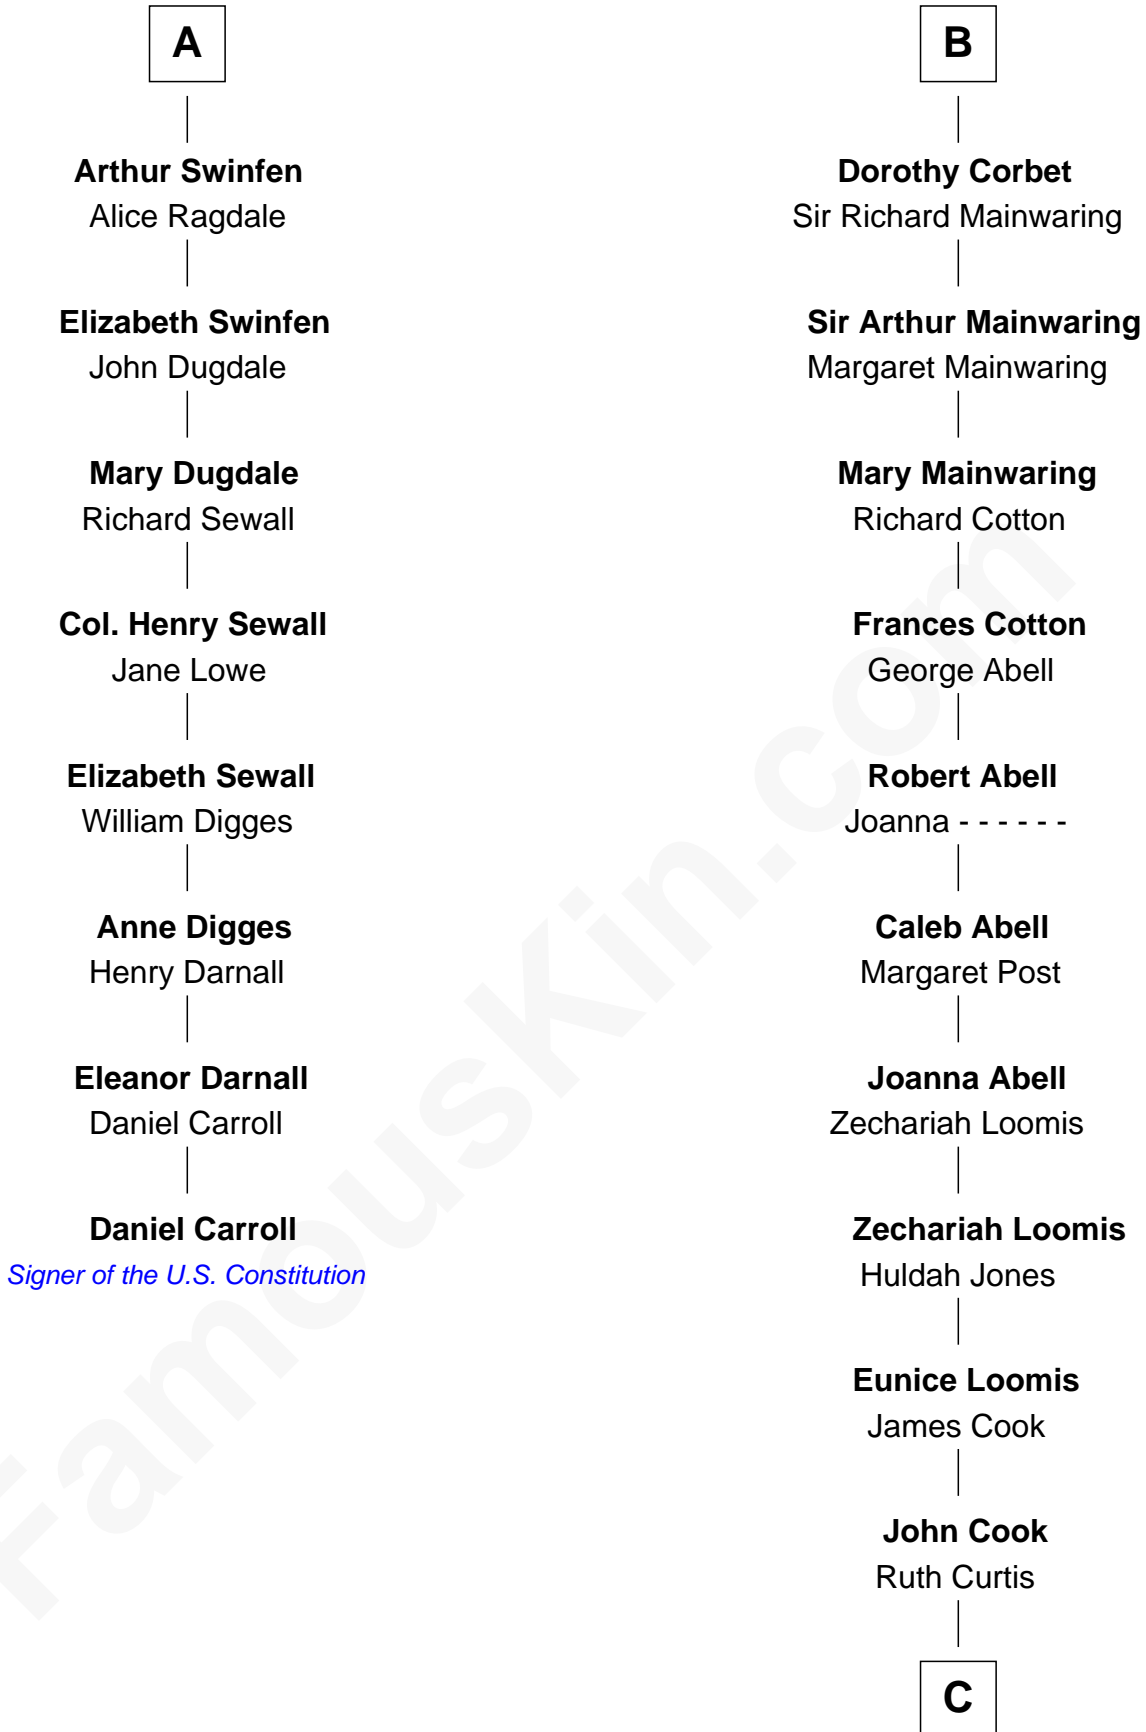 A
Arthur Swinfen
Alice Ragdale
Elizabeth Swinfen
John Dugdale
Mary Dugdale
Richard Sewall
Col. Henry Sewall
Jane Lowe
Elizabeth Sewall
William Digges
Anne Digges
Henry Darnall
Eleanor Darnall
Daniel Carroll
Daniel Carroll
Signer of the U.S. Constitution
B
Dorothy Corbet
Sir Richard Mainwaring
Sir Arthur Mainwaring
Margaret Mainwaring
Mary Mainwaring
Richard Cotton
Frances Cotton
George Abell
Robert Abell
Joanna - - - - - -
Caleb Abell
Margaret Post
Joanna Abell
Zechariah Loomis
Zechariah Loomis
Huldah Jones
Eunice Loomis
James Cook
John Cook
Ruth Curtis
C
FamousKin.com